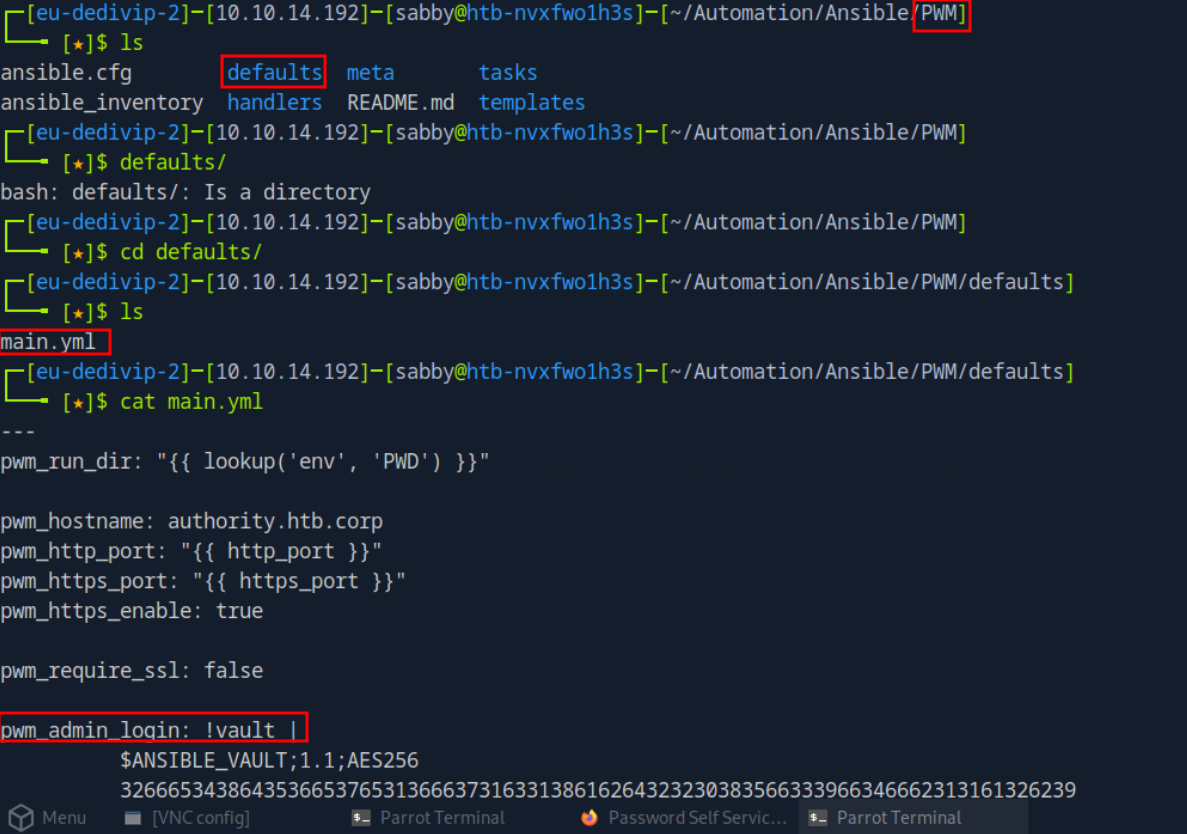 [eu-dedivip-2]─[10.10.14.192]─[sabby@htb-nvxfwo1h3s]─[~/Automation/Ansible/PWM]
[★]$ ls
ansible.cfg defaults meta tasks
ansible_inventory handlers README.md templates
[eu-dedivip-2]─[10.10.14.192]─[sabby@htb-nvxfwo1h3s]─[~/Automation/Ansible/PWM]
[★]$ defaults/
bash: defaults/: Is a directory
[eu-dedivip-2]─[10.10.14.192]─[sabby@htb-nvxfwo1h3s]─[~/Automation/Ansible/PWM]
[★]$ cd defaults/
[eu-dedivip-2]─[10.10.14.192]─[sabby@htb-nvxfwo1h3s]─[~/Automation/Ansible/PWM/defaults]
[★]$ ls
main.yml
[eu-dedivip-2]─[10.10.14.192]─[sabby@htb-nvxfwo1h3s]─[~/Automation/Ansible/PWM/defaults]
[★]$ cat main.yml
---
pwm_run_dir: "{{ lookup('env', 'PWD') }}"
pwm_hostname: authority.htb.corp
pwm_http_port: "{{ http_port }}"
pwm_https_port: "{{ https_port }}"
pwm_https_enable: true
pwm_require_ssl: false
pwm_admin_login: !vault |
$ANSIBLE_VAULT;1.1;AES256
32666534386435366537653136663731633138616264323230383566333966346662313161326239
Menu [VNC config] Parrot Terminal Password Self Servic... Parrot Terminal